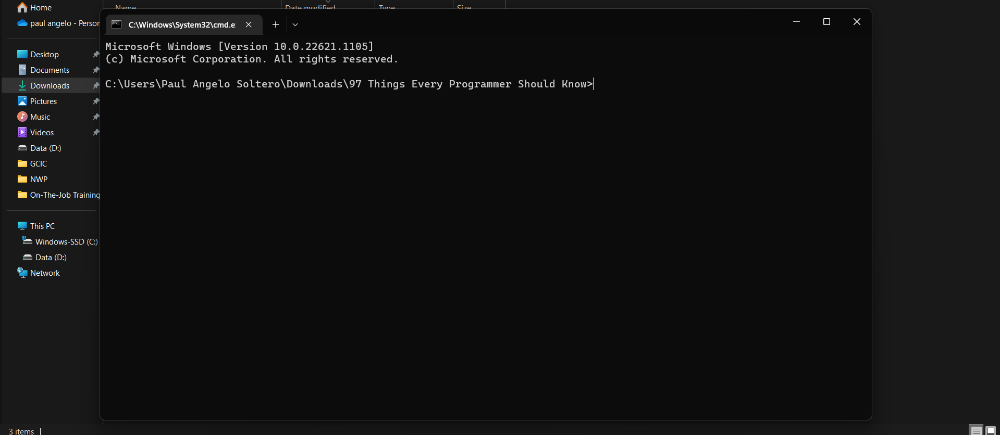 Home
paul angelo - Person
Desktop
Documents
Downloads
Pictures
Music
Videos
Data (D:)
GCIC
NWP
On-The-Job Training
This PC
Windows-SSD (C:)
Data (D:)
Network
3 items
Name Date modified Type Size
C:\Windows\System32\cmd.e
Microsoft Windows [Version 10.0.22621.1105]
(c) Microsoft Corporation. All rights reserved.
C:\Users\Paul Angelo Soltero\Downloads\97 Things Every Programmer Should Know>